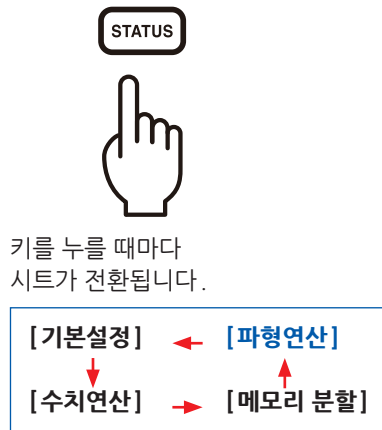 STATUS
키를 누를 때마다
시트가 전환됩니다.
[기본설정] [파형연산]
[수치연산] [메모리 분할]